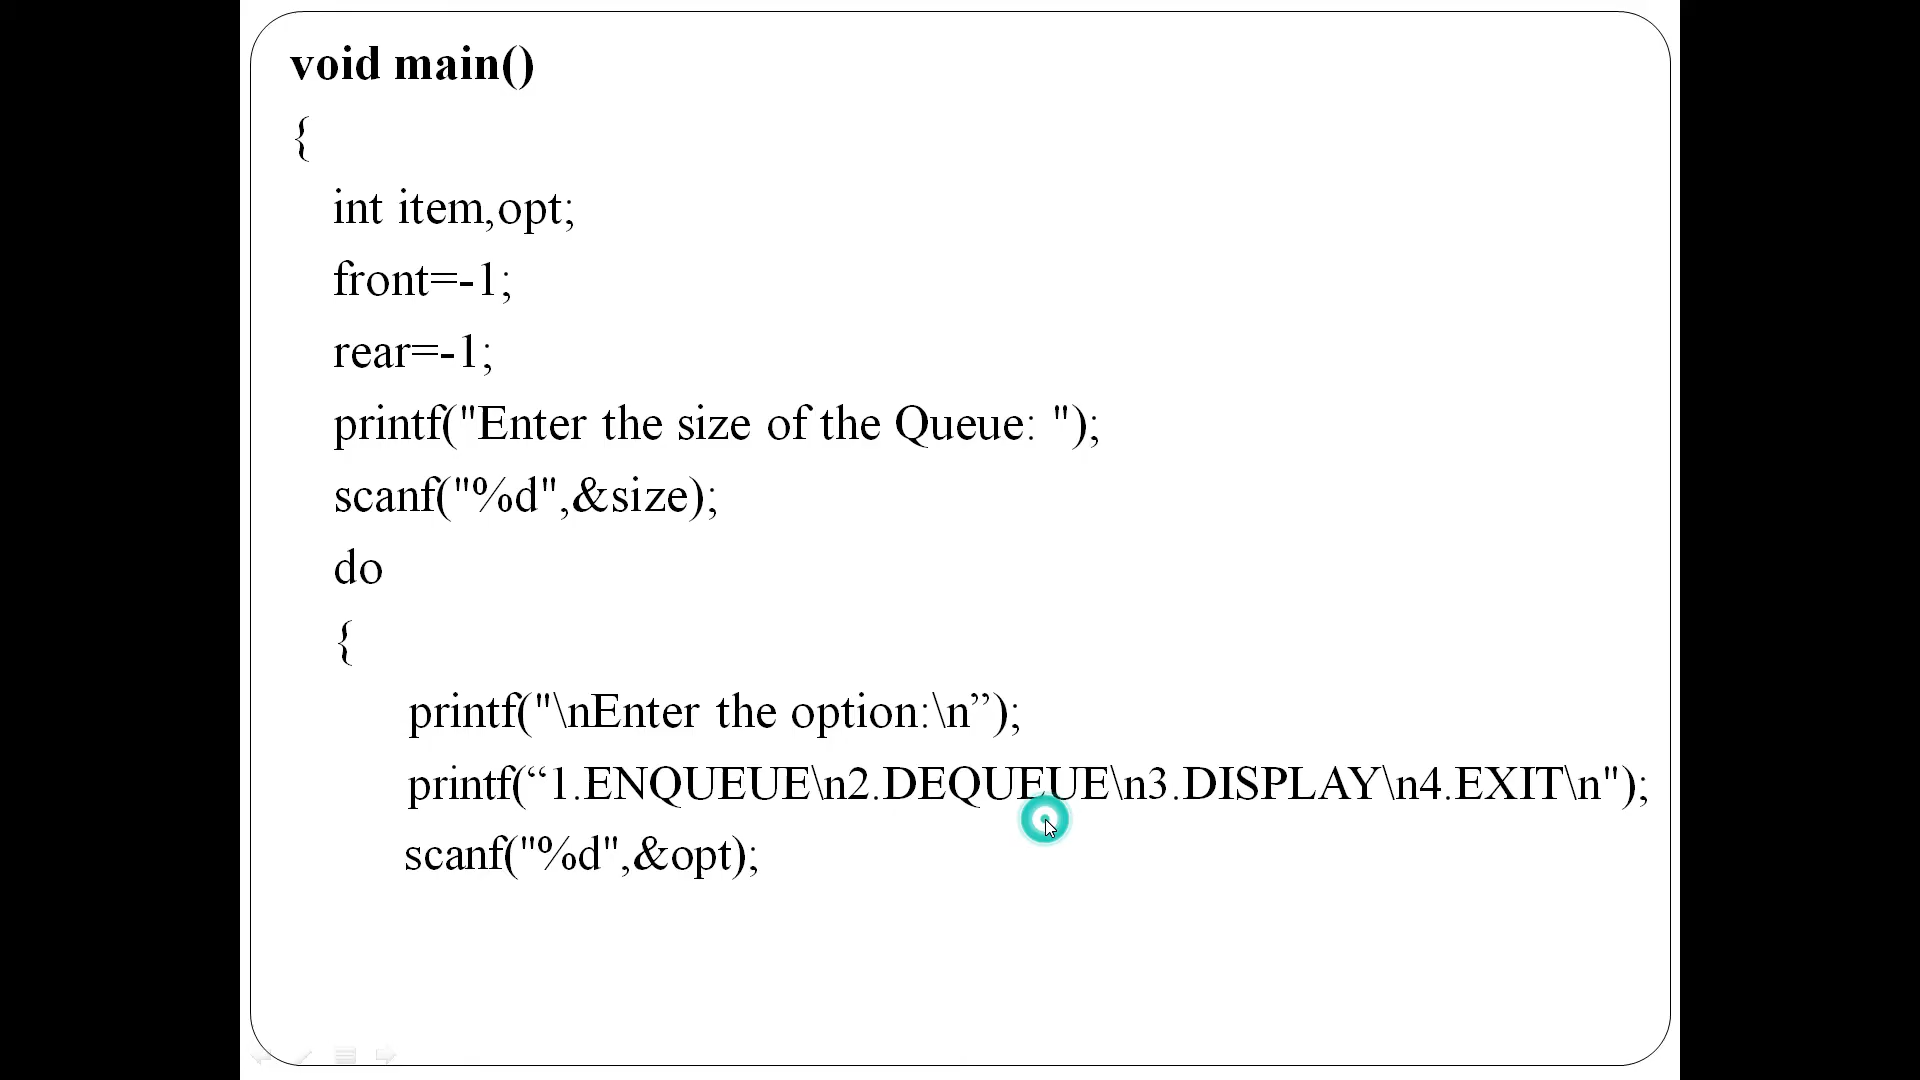 void main()
{
int item,opt;
front=-1;
rear=-1;
printf("Enter the size of the Queue: ");
scanf("%d",&size);
do
{
printf("\nEnter the option:\n”);
printf(“1.ENQUEUE\n2.DEQUEUE\n3.DISPLAY\n4.EXIT\n");
scanf("%d",&opt);